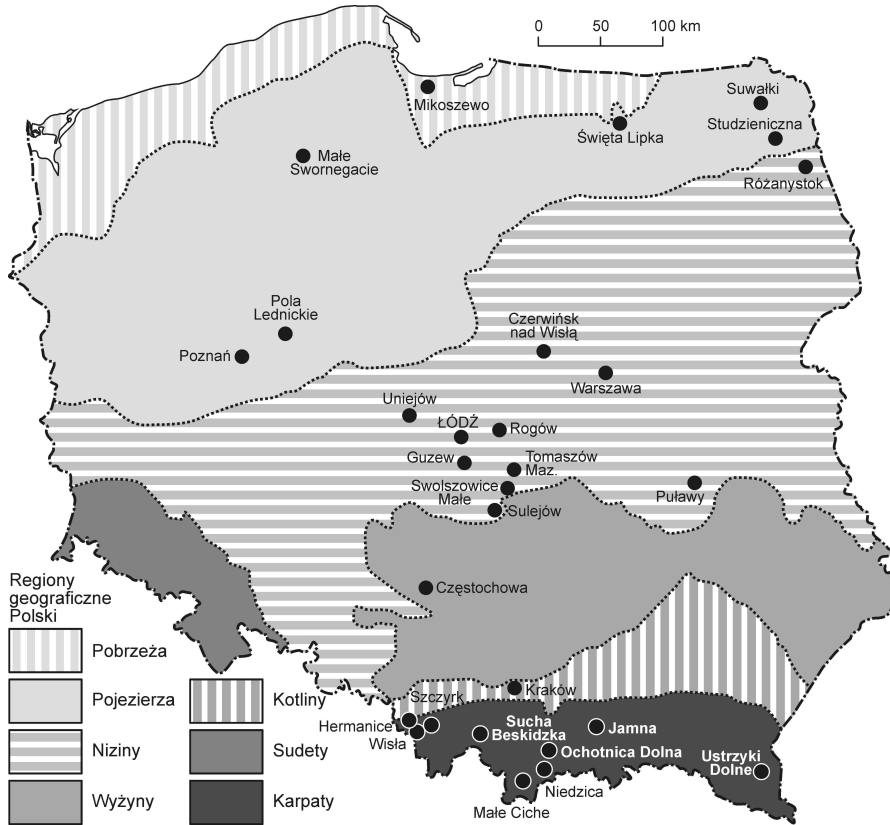 0 50 100 km
Suwałki
Mikoszewo
Studzieniczna
Święta Lipka
Małe
Swornegacie
Różanystok
Pola
Lednickie
Czerwińsk
nad Wisłą
Poznań
Warszawa
Uniejów
ŁÓDŹ
Rogów
Guzew
Tomaszów
Maz.
Swolszowice
Małe
Puławy
Sulejów
Częstochowa
Regiony
geograficzne
Polski
Pobrzeża
Pojezierza
Niziny
Wyżyny
Kotliny
Sudety
Karpaty
Szczyrk
Kraków
Hermanice
Wisła
Sucha
Beskidzka
Jamna
Ochotnica Dolna
Ustrzyki
Dolne
Niedzica
Małe Ciche